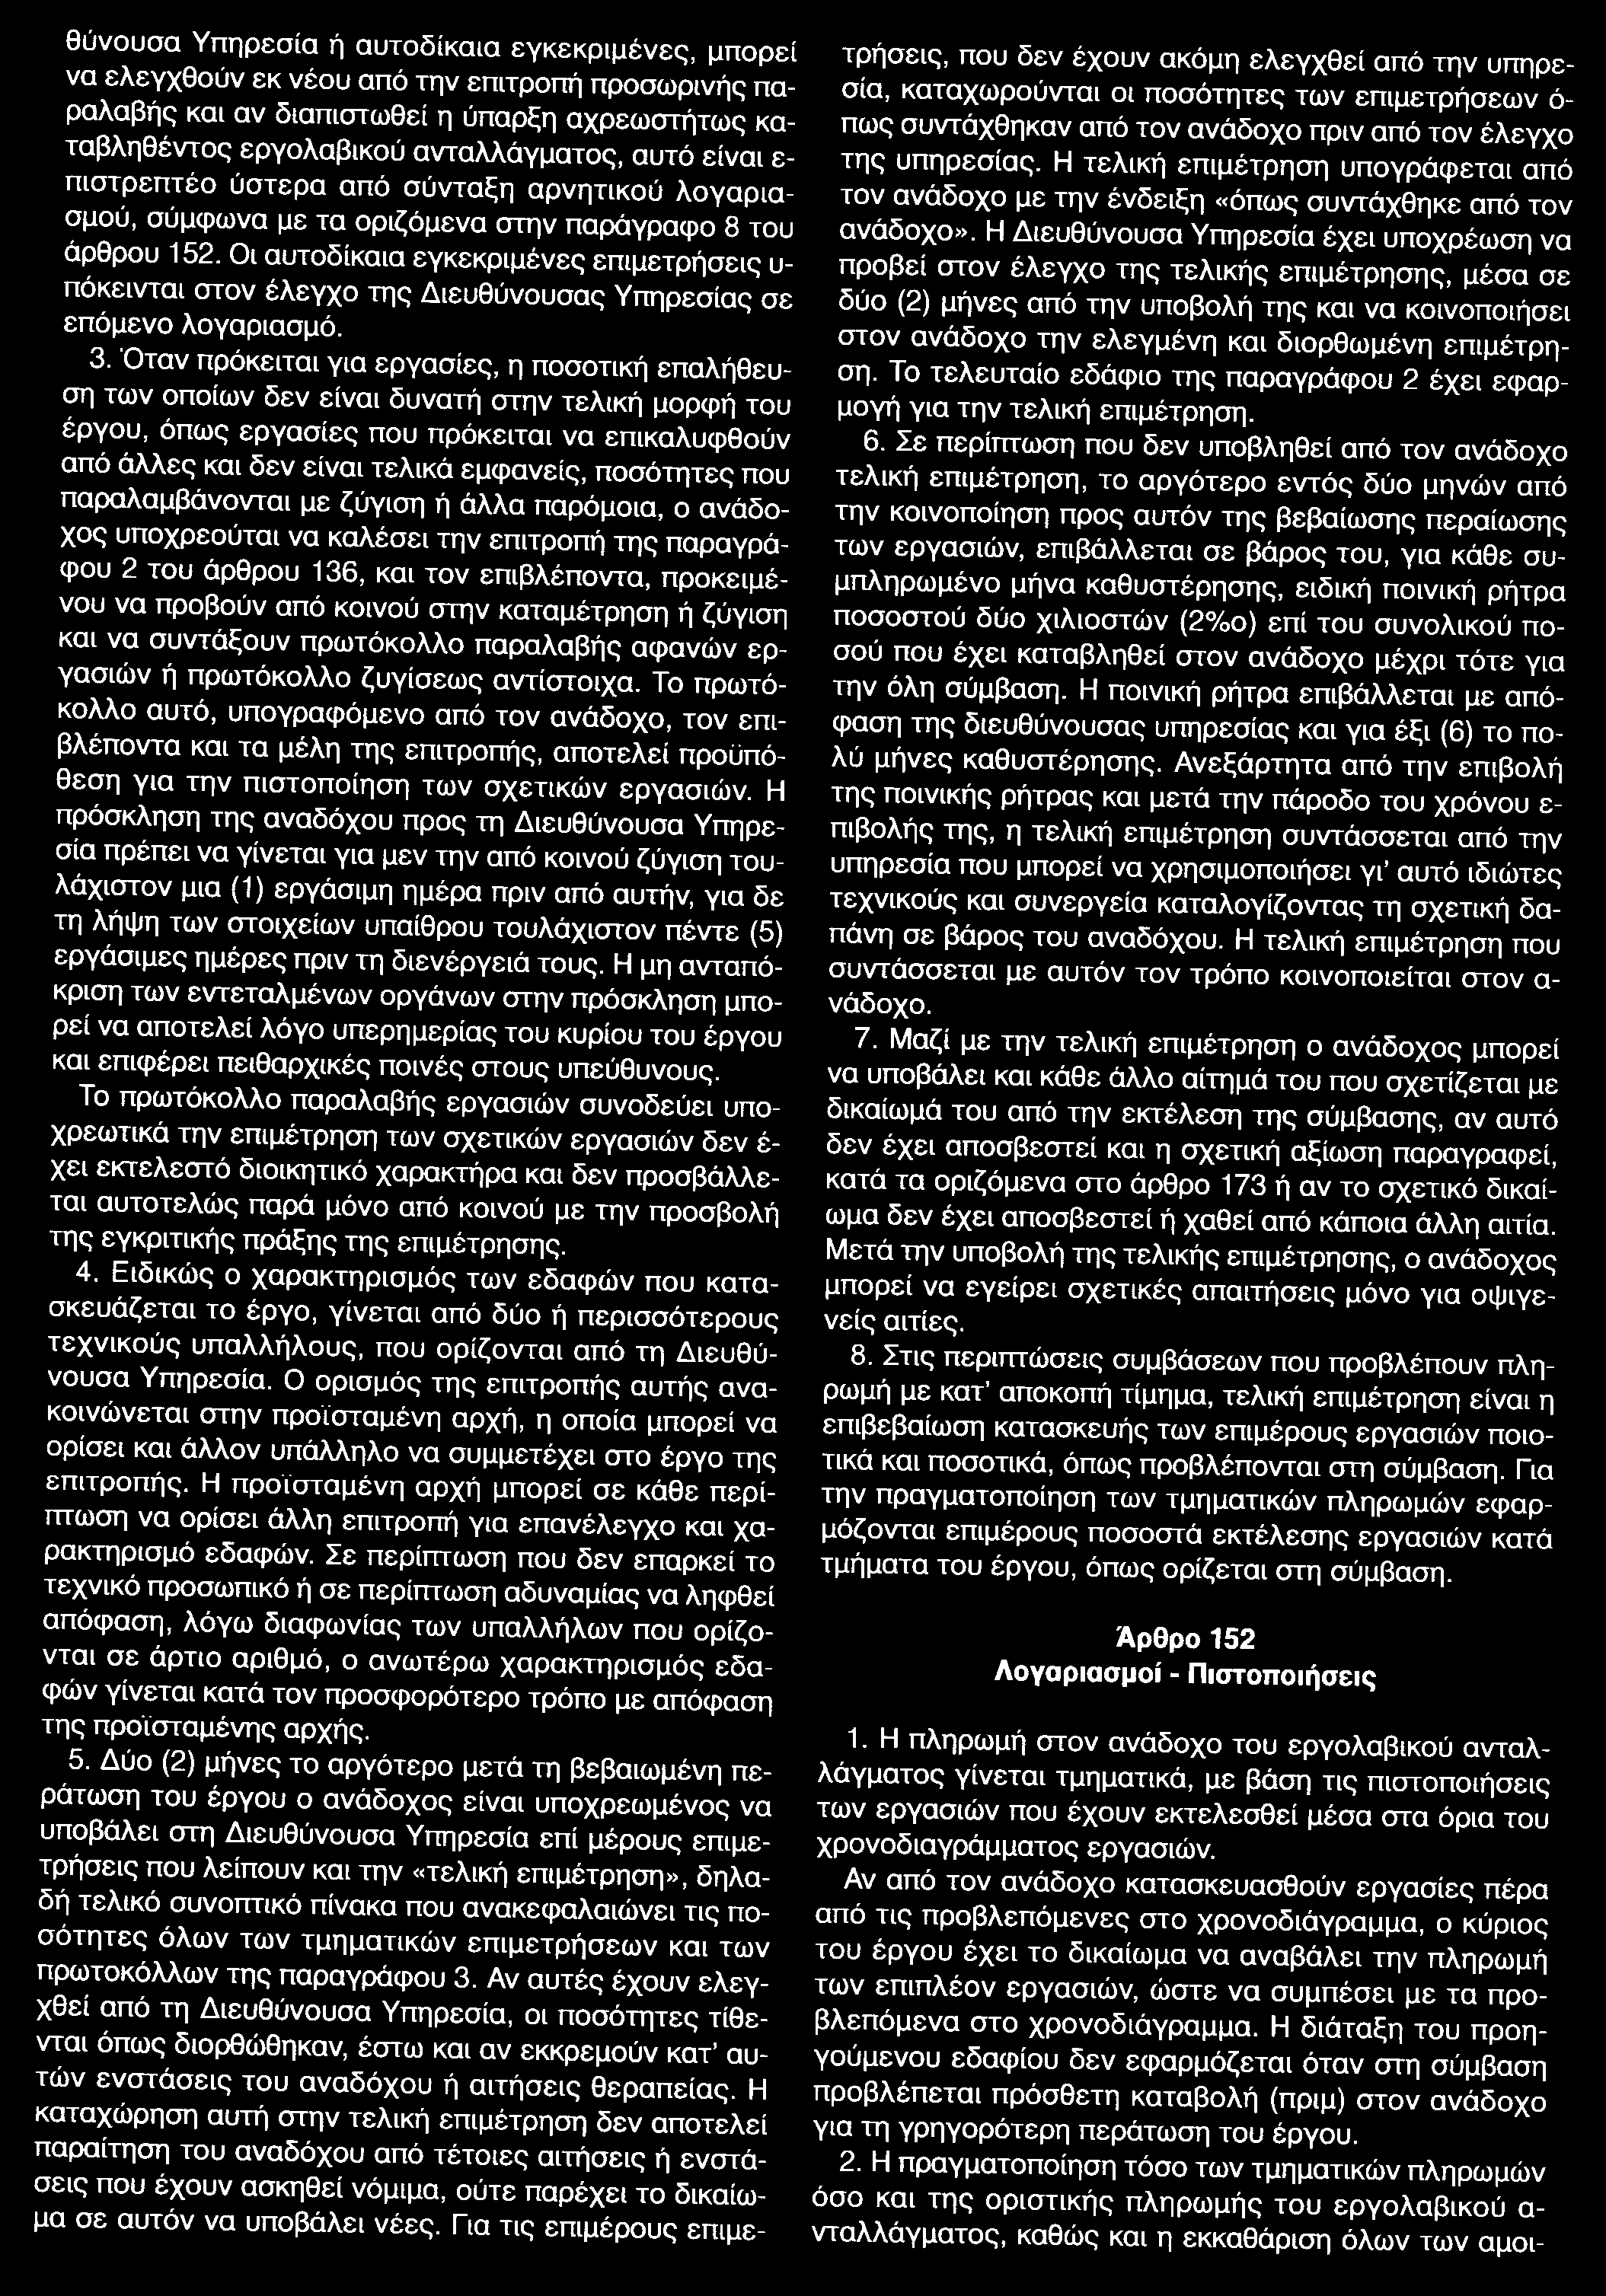 θύνουσα Υπηρεσία ή αυτοδίκαια εγκεκριμένες, μπορεί
να ελεγχθούν εκ νέου από την επιτροπή προσωρινής πα-
ραλαβής και αν διαπιστωθεί η ύπαρξη αχρεωστήτως κα-
ταβληθέντος εργολαβικού ανταλλάγματος, αυτό είναι ε-
πιστρεπτέο ύστερα από σύνταξη αρνητικού λογαρια-
σμού, σύμφωνα με τα οριζόμενα στην παράγραφο 8 του
άρθρου 152. Οι αυτοδίκαια εγκεκριμένες επιμετρήσεις υ-
πόκεινται στον έλεγχο της Διευθύνουσας Υπηρεσίας σε
επόμενο λογαριασμό.
3. Όταν πρόκειται για εργασίες, η ποσοτική επαλήθευ-
ση των οποίων δεν είναι δυνατή στην τελική μορφή του
έργου, όπως εργασίες που πρόκειται να επικαλυφθούν
από άλλες και δεν είναι τελικά εμφανείς, ποσότητες που
παραλαμβάνονται με ζύγιση ή άλλα παρόμοια, ο ανάδο-
χος υποχρεούται να καλέσει την επιτροπή της παραγρά-
φου 2 του άρθρου 136, και τον επιβλέποντα, προκειμέ-
νου να προβούν από κοινού στην καταμέτρηση ή ζύγιση
και να συντάξουν πρωτόκολλο παραλαβής αφανών ερ-
γασιών ή πρωτόκολλο ζυγίσεως αντίστοιχα. Το πρωτό-
κολλο αυτό, υπογραφόμενο από τον ανάδοχο, τον επι-
βλέποντα και τα μέλη της επιτροπής, αποτελεί προϋπό-
θεση για την πιστοποίηση των σχετικών εργασιών. Η
πρόσκληση της αναδόχου προς τη Διευθύνουσα Υπηρε-
σία πρέπει να γίνεται για μεν την από κοινού ζύγιση του-
λάχιστον μια (1) εργάσιμη ημέρα πριν από αυτήν, για δε
τη λήψη των στοιχείων υπαίθρου τουλάχιστον πέντε (5)
εργάσιμες ημέρες πριν τη διενέργειά τους. Η μη ανταπό-
κριση των εντεταλμένων οργάνων στην πρόσκληση μπο-
ρεί να αποτελεί λόγο υπερημερίας του κυρίου του έργου
και επιφέρει πειθαρχικές ποινές στους υπεύθυνους.
Το πρωτόκολλο παραλαβής εργασιών συνοδεύει υπο-
χρεωτικά την επιμέτρηση των σχετικών εργασιών δεν έ-
χει εκτελεστό διοικητικό χαρακτήρα και δεν προσβάλλε-
ται αυτοτελώς παρά μόνο από κοινού με την προσβολή
της εγκριτικής πράξης της επιμέτρησης.
4. Ειδικώς ο χαρακτηρισμός των εδαφών που κατα-
σκευάζεται το έργο, γίνεται από δύο ή περισσότερους
τεχνικούς υπαλλήλους, που ορίζονται από τη Διευθύ-
νουσα Υπηρεσία. Ο ορισμός της επιτροπής αυτής ανα-
κοινώνεται στην προϊσταμένη αρχή, η οποία μπορεί να
ορίσει και άλλον υπάλληλο να συμμετέχει στο έργο της
επιτροπής. Η προϊσταμένη αρχή μπορεί σε κάθε περί-
πτωση να ορίσει άλλη επιτροπή για επανέλεγχο και χα-
ρακτηρισμό εδαφών. Σε περίπτωση που δεν επαρκεί το
τεχνικό προσωπικό ή σε περίπτωση αδυναμίας να ληφθεί
απόφαση, λόγω διαφωνίας των υπαλλήλων που ορίζο-
νται σε άρτιο αριθμό, ο ανωτέρω χαρακτηρισμός εδα-
φών γίνεται κατά τον προσφορότερο τρόπο με απόφαση
της προϊσταμένης αρχής.
5. Δύο (2) μήνες το αργότερο μετά τη βεβαιωμένη πε-
ράτωση του έργου ο ανάδοχος είναι υποχρεωμένος να
υποβάλει στη Διευθύνουσα Υπηρεσία επί μέρους επιμε-
τρήσεις που λείπουν και την «τελική επιμέτρηση», δηλα-
δή τελικό συνοπτικό πίνακα που ανακεφαλαιώνει τις πο-
σότητες όλων των τμηματικών επιμετρήσεων και των
πρωτοκόλλων της παραγράφου 3. Αν αυτές έχουν ελεγ-
χθεί από τη Διευθύνουσα Υπηρεσία, οι ποσότητες τίθε-
νται όπως διορθώθηκαν, έστω και αν εκκρεμούν κατ’ αυ-
τών ενστάσεις του αναδόχου ή αιτήσεις θεραπείας. Η
καταχώρηση αυτή στην τελική επιμέτρηση δεν αποτελεί
παραίτηση του αναδόχου από τέτοιες αιτήσεις ή ενστά-
σεις που έχουν ασκηθεί νόμιμα, ούτε παρέχει το δικαίω-
μα σε αυτόν να υποβάλει νέες. Για τις επιμέρους επιμε-
τρήσεις, που δεν έχουν ακόμη ελεγχθεί από την υπηρε-
σία, καταχωρούνται οι ποσότητες των επιμετρήσεων ό-
πως συντάχθηκαν από τον ανάδοχο πριν από τον έλεγχο
της υπηρεσίας. Η τελική επιμέτρηση υπογράφεται από
τον ανάδοχο με την ένδειξη «όπως συντάχθηκε από τον
ανάδοχο». Η Διευθύνουσα Υπηρεσία έχει υποχρέωση να
προβεί στον έλεγχο της τελικής επιμέτρησης, μέσα σε
δύο (2) μήνες από την υποβολή της και να κοινοποιήσει
στον ανάδοχο την ελεγμένη και διορθωμένη επιμέτρη-
ση. Το τελευταίο εδάφιο της παραγράφου 2 έχει εφαρ-
μογή για την τελική επιμέτρηση.
6. Σε περίπτωση που δεν υποβληθεί από τον ανάδοχο
τελική επιμέτρηση, το αργότερο εντός δύο μηνών από
την κοινοποίηση προς αυτόν της βεβαίωσης περαίωσης
των εργασιών, επιβάλλεται σε βάρος του, για κάθε συ-
μπληρωμένο μήνα καθυστέρησης, ειδική ποινική ρήτρα
ποσοστού δύο χιλιοστών (2%ο) επί του συνολικού πο-
σού που έχει καταβληθεί στον ανάδοχο μέχρι τότε για
την όλη σύμβαση. Η ποινική ρήτρα επιβάλλεται με από-
φαση της διευθύνουσας υπηρεσίας και για έξι (6) το πο-
λύ μήνες καθυστέρησης. Ανεξάρτητα από την επιβολή
της ποινικής ρήτρας και μετά την πάροδο του χρόνου ε-
πιβολής της, η τελική επιμέτρηση συντάσσεται από την
υπηρεσία που μπορεί να χρησιμοποιήσει γι’ αυτό ιδιώτες
τεχνικούς και συνεργεία καταλογίζοντας τη σχετική δα-
πάνη σε βάρος του αναδόχου. Η τελική επιμέτρηση που
συντάσσεται με αυτόν τον τρόπο κοινοποιείται στον α-
νάδοχο.
7. Μαζί με την τελική επιμέτρηση ο ανάδοχος μπορεί
να υποβάλει και κάθε άλλο αίτημά του που σχετίζεται με
δικαίωμά του από την εκτέλεση της σύμβασης, αν αυτό
δεν έχει αποσβεστεί και η σχετική αξίωση παραγραφεί,
κατά τα οριζόμενα στο άρθρο 173 ή αν το σχετικό δικαί-
ωμα δεν έχει αποσβεστεί ή χαθεί από κάποια άλλη αιτία.
Μετά την υποβολή της τελικής επιμέτρησης, ο ανάδοχος
μπορεί να εγείρει σχετικές απαιτήσεις μόνο για οψιγε-
νείς αιτίες.
8. Στις περιπτώσεις συμβάσεων που προβλέπουν πλη-
ρωμή με κατ’ αποκοπή τίμημα, τελική επιμέτρηση είναι η
επιβεβαίωση κατασκευής των επιμέρους εργασιών ποιο-
τικά και ποσοτικά, όπως προβλέπονται στη σύμβαση. Για
την πραγματοποίηση των τμηματικών πληρωμών εφαρ-
μόζονται επιμέρους ποσοστά εκτέλεσης εργασιών κατά
τμήματα του έργου, όπως ορίζεται στη σύμβαση.
Άρθρο 152
Λογαριασμοί - Πιστοποιήσεις
1. Η πληρωμή στον ανάδοχο του εργολαβικού ανταλ-
λάγματος γίνεται τμηματικά, με βάση τις πιστοποιήσεις
των εργασιών που έχουν εκτελεσθεί μέσα στα όρια του
χρονοδιαγράμματος εργασιών.
Αν από τον ανάδοχο κατασκευασθούν εργασίες πέρα
από τις προβλεπόμενες στο χρονοδιάγραμμα, ο κύριος
του έργου έχει το δικαίωμα να αναβάλει την πληρωμή
των επιπλέον εργασιών, ώστε να συμπέσει με τα προ-
βλεπόμενα στο χρονοδιάγραμμα. Η διάταξη του προη-
γούμενου εδαφίου δεν εφαρμόζεται όταν στη σύμβαση
προβλέπεται πρόσθετη καταβολή (πριμ) στον ανάδοχο
για τη γρηγορότερη περάτωση του έργου.
2. Η πραγματοποίηση τόσο των τμηματικών πληρωμών
όσο και της οριστικής πληρωμής του εργολαβικού α-
νταλλάγματος, καθώς και η εκκαθάριση όλων των αμοι-